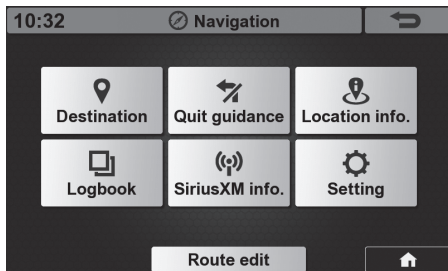 10:32 Navigation
Destination Quit guidance Location info.
Logbook SiriusXM info. Setting
Route edit